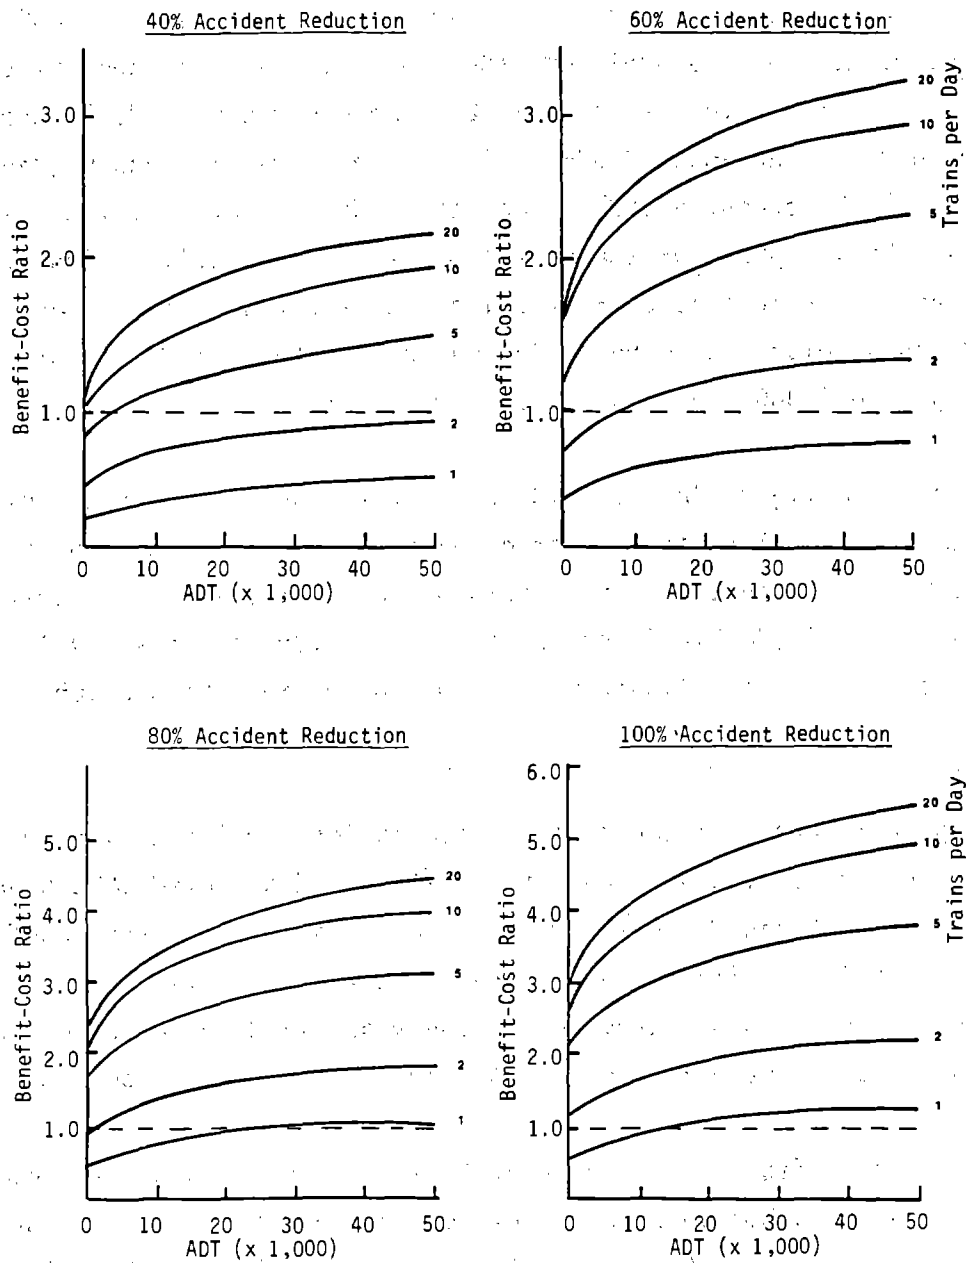 40% Accident Reduction
3.0
2.0
1.0
Benefit-Cost Ratio
20
10
5
2
1
0 10 20 30 40 50
ADT (x 1,000)
60% Accident Reduction
3.0
2.0
1.0
Benefit-Cost Ratio
20
10
5
2
1
Trains per Day
0 10 20 30 40 50
ADT (x 1,000)
80% Accident Reduction
5.0
4.0
3.0
2.0
1.0
Benefit-Cost Ratio
20
10
5
2
1
0 10 20 30 40 50
ADT (x 1,000)
100% Accident Reduction
6.0
5.0
4.0
3.0
2.0
1.0
Benefit-Cost Ratio
20
10
5
2
1
Trains per Day
0 10 20 30 40 50
ADT (x 1,000)